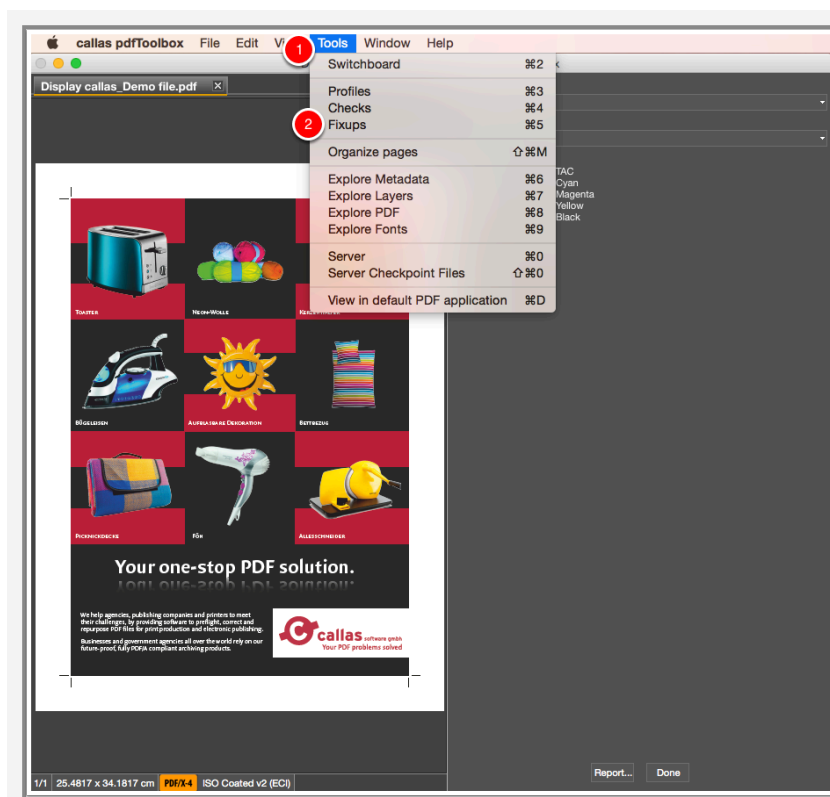 callas pdfToolbox File Edit Tools Window Help
1
Switchboard ⌘2
Display callas_Demo file.pdf ×
Profiles ⌘3
Checks ⌘4
2
Fixups ⌘5
Organize pages ⇧⌘M
Explore Metadata ⌘6
Explore Layers ⌘7
Explore PDF ⌘8
Explore Fonts ⌘9
Server ⌘0
Server Checkpoint Files ⇧⌘0
View in default PDF application ⌘D
TAC
Cyan
Magenta
Yellow
Black
Toaster
Neon-Wolle
Bügeleisen
Aufblasbare Dekoration
Bettbezug
Picknickdecke
Fön
Allesschneider
Your one-stop PDF solution.
We help agencies, publishing companies and printers to meet
their challenges, by providing software to preflight, correct and
repurpose PDF files for print production and electronic publishing.
Businesses and government agencies all over the world rely on our
future-proof, fully PDF/A compliant archiving products.
callas software gmbh
Your PDF problems solved
Report... Done
1/1 25.4817 x 34.1817 cm PDF/X-4 ISO Coated v2 (ECI)